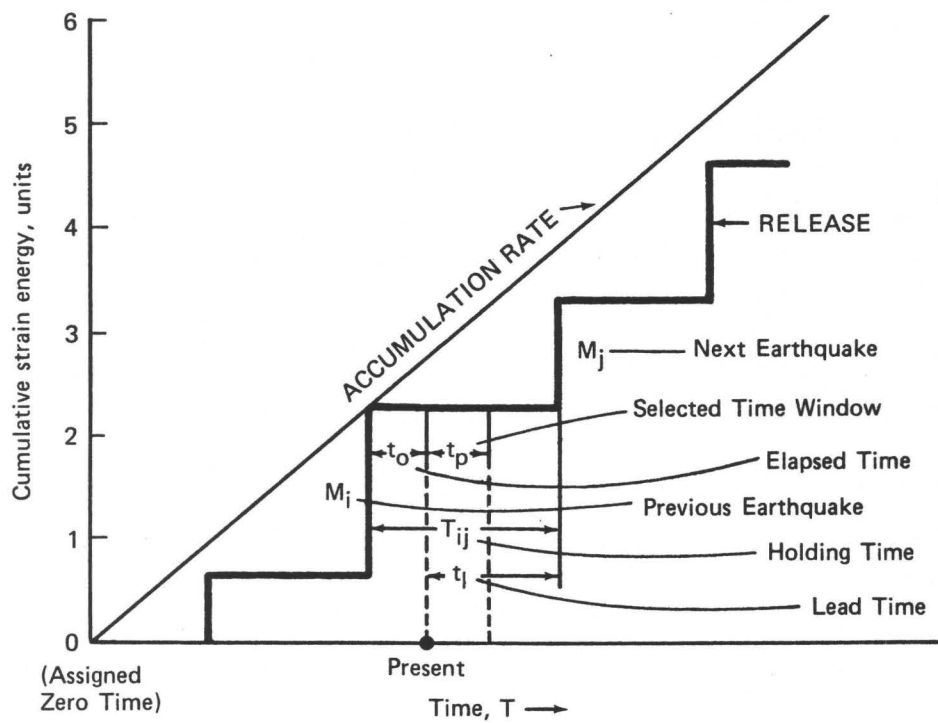 6
5
4
3
2
1
0
Cumulative strain energy, units
ACCUMULATION RATE →
← RELEASE
Mj Next Earthquake
Selected Time Window
to tp
Elapsed Time
Mi Previous Earthquake
Tij
Holding Time
tl
Lead Time
(Assigned
Zero Time)
Present
Time, T →